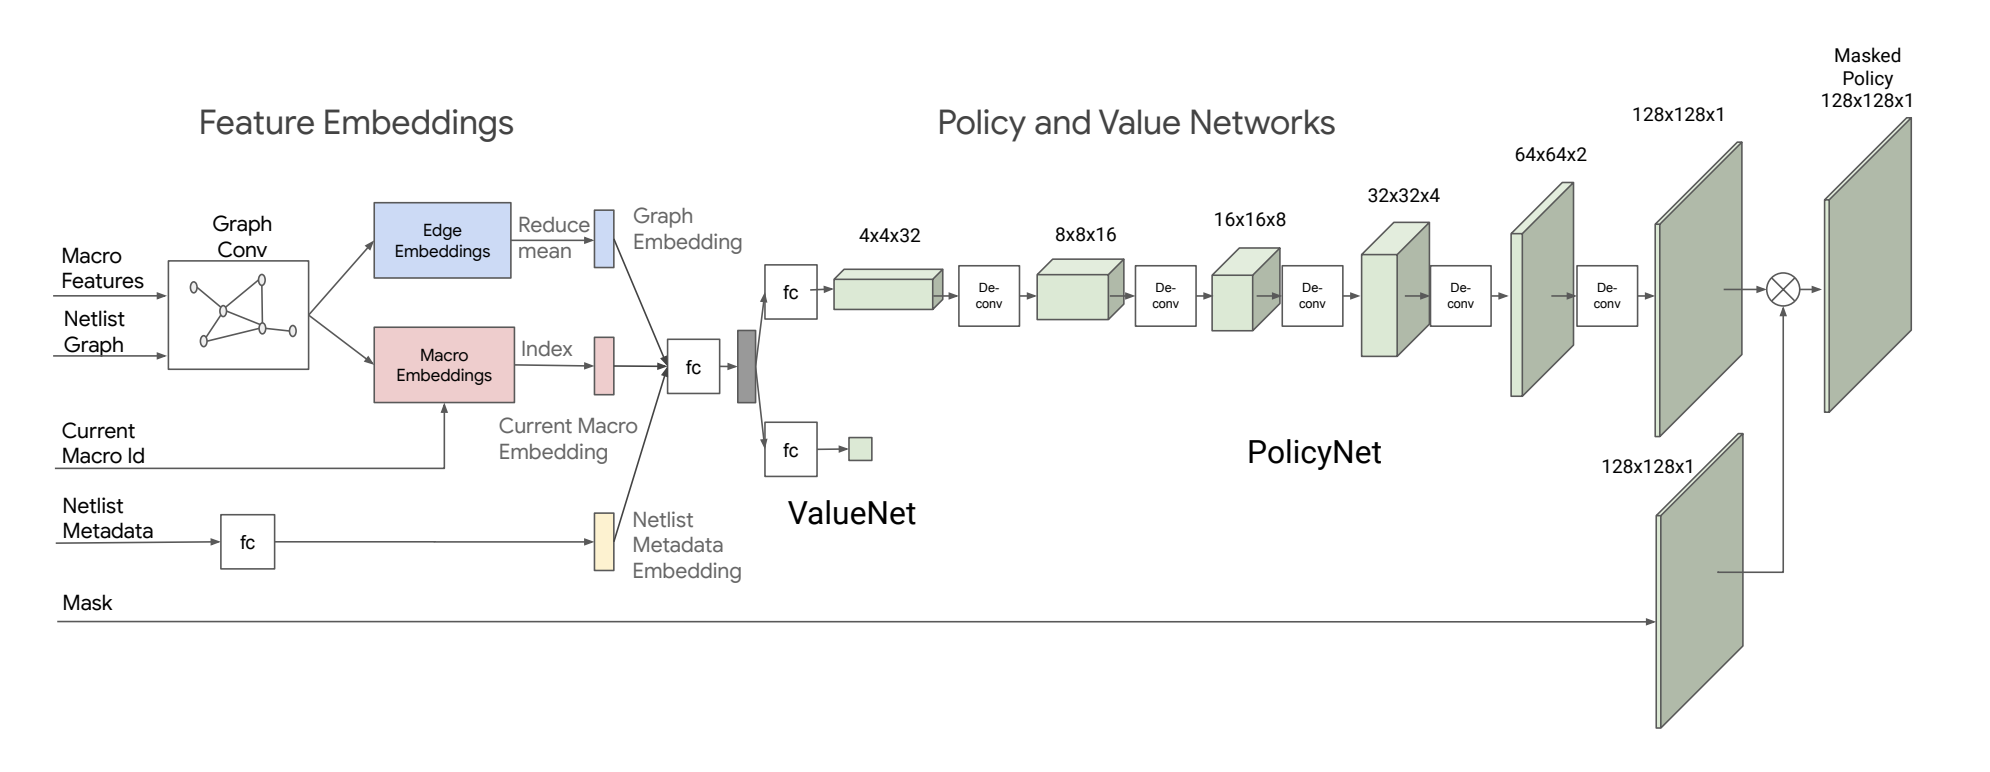 Feature Embeddings
Policy and Value Networks
Macro
Features
Netlist
Graph
Current
Macro Id
Netlist
Metadata
Mask
Graph
Conv
fc
Edge
Embeddings
Macro
Embeddings
Reduce
mean
Index
Graph
Embedding
Current Macro
Embedding
Netlist
Metadata
Embedding
fc
fc
fc
ValueNet
4x4x32
De-
conv
8x8x16
De-
conv
16x16x8
De-
conv
32x32x4
De-
conv
64x64x2
De-
conv
128x128x1
PolicyNet
128x128x1
Masked
Policy
128x128x1